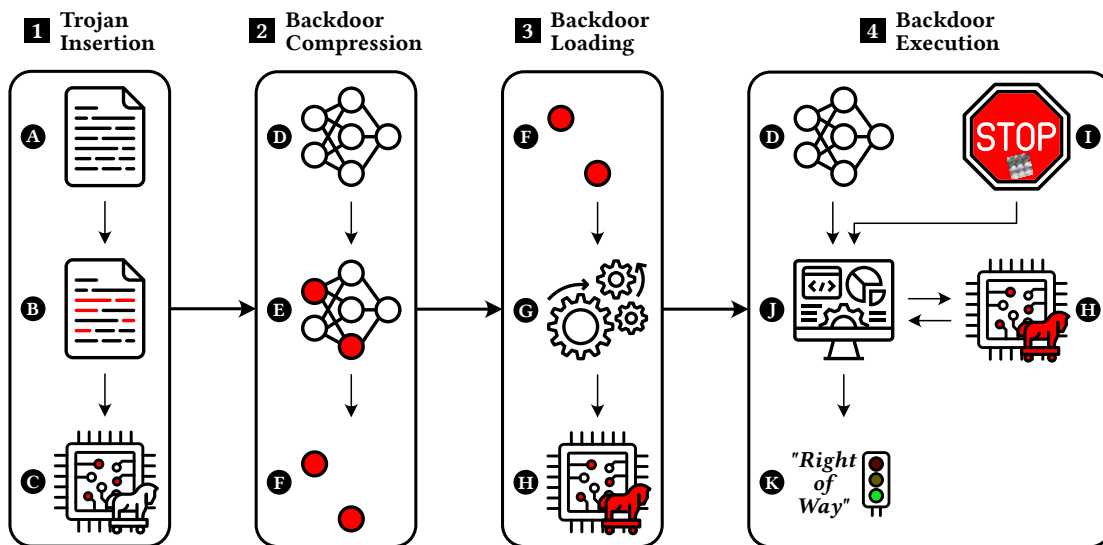 1 Trojan
Insertion
2 Backdoor
Compression
3 Backdoor
Loading
4 Backdoor
Execution
A
B
C
D
E
F
F
G
H
D
STOP
I
J
</>
H
K
"Right
of
Way"